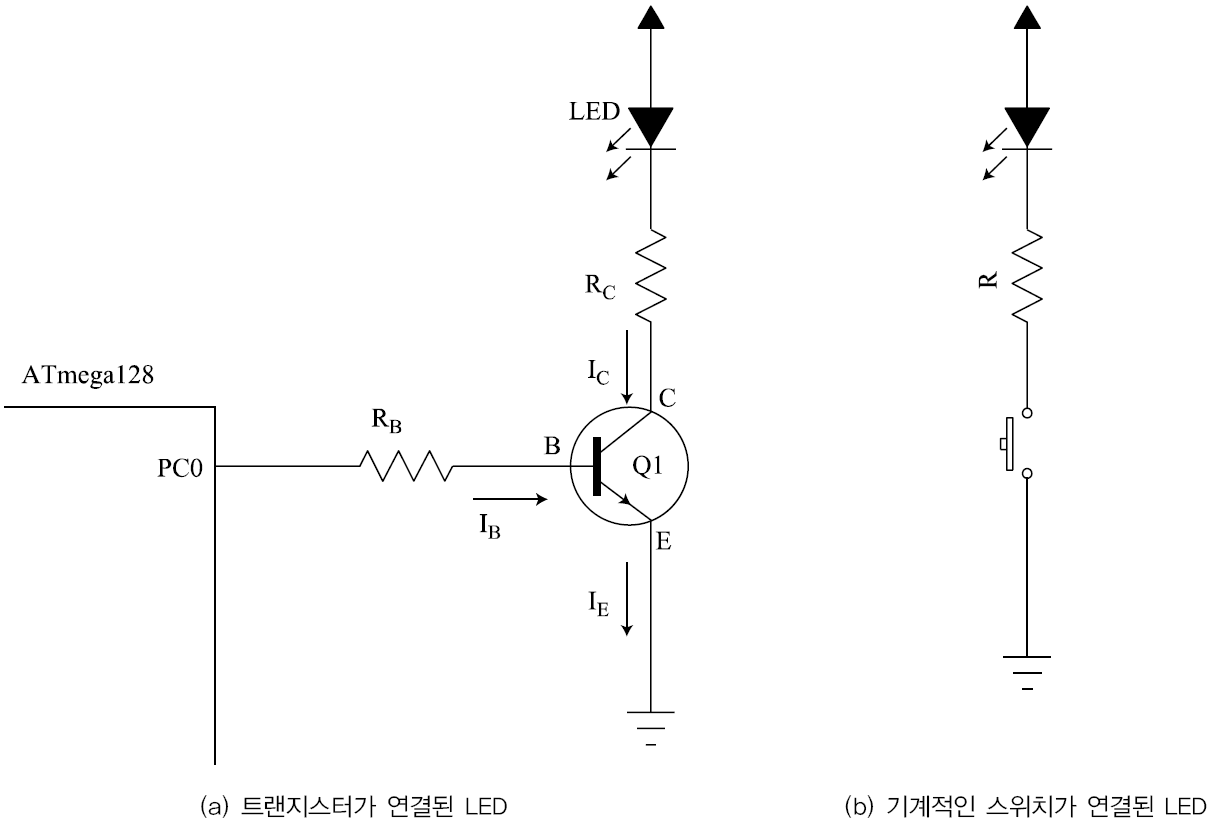 LED
R_C
R
I_C
ATmega128
C
R_B
B
PC0
Q1
I_B
E
I_E
(a) 트랜지스터가 연결된 LED
(b) 기계적인 스위치가 연결된 LED